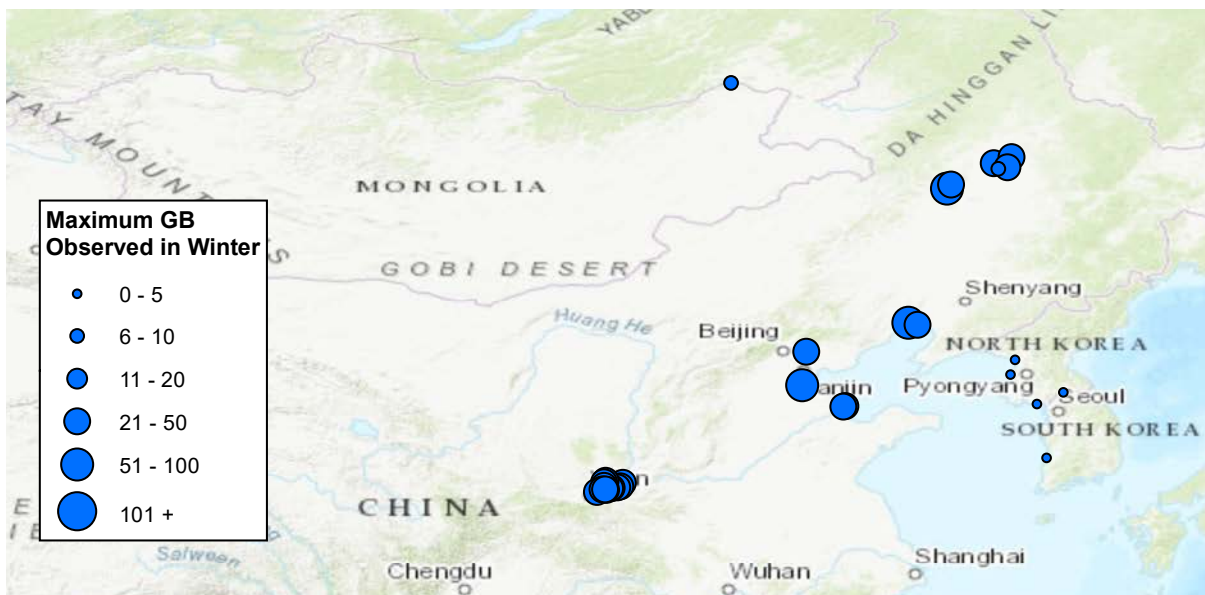 YABL
DA HINGGAN LI
TAY MOUNT
S
MONGOLIA
GOBI DESERT
Maximum GB
Observed in Winter
0 - 5
6 - 10
11 - 20
21 - 50
51 - 100
101 +
Shenyang
Huang He
Beijing
NORTH KOREA
Pyongyang
Seoul
SOUTH KOREA
CHINA
Salween
Chengdu
Wuhan
Shanghai